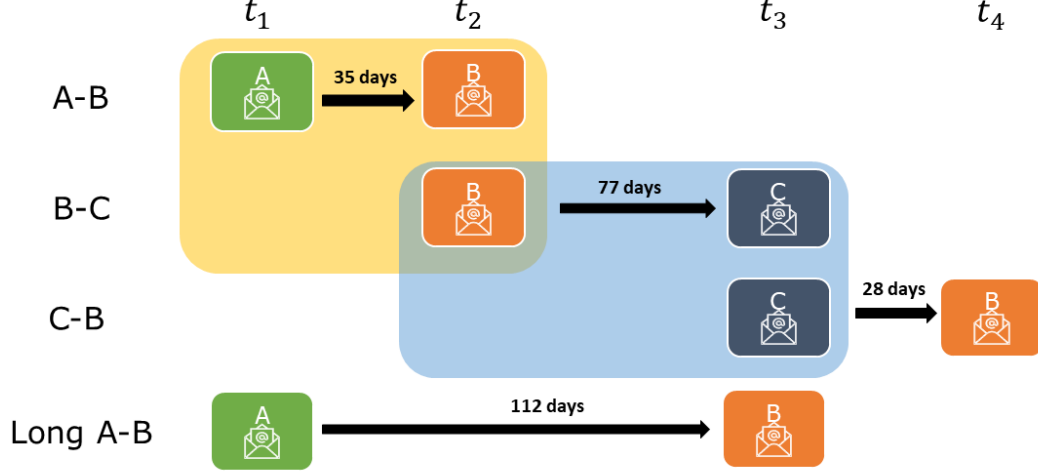 t₁ t₂ t₃ t₄
A-B
A
@
35 days
B
@
B-C
B
@
77 days
C
@
C-B
C
@
28 days
B
@
Long A-B
A
@
112 days
B
@